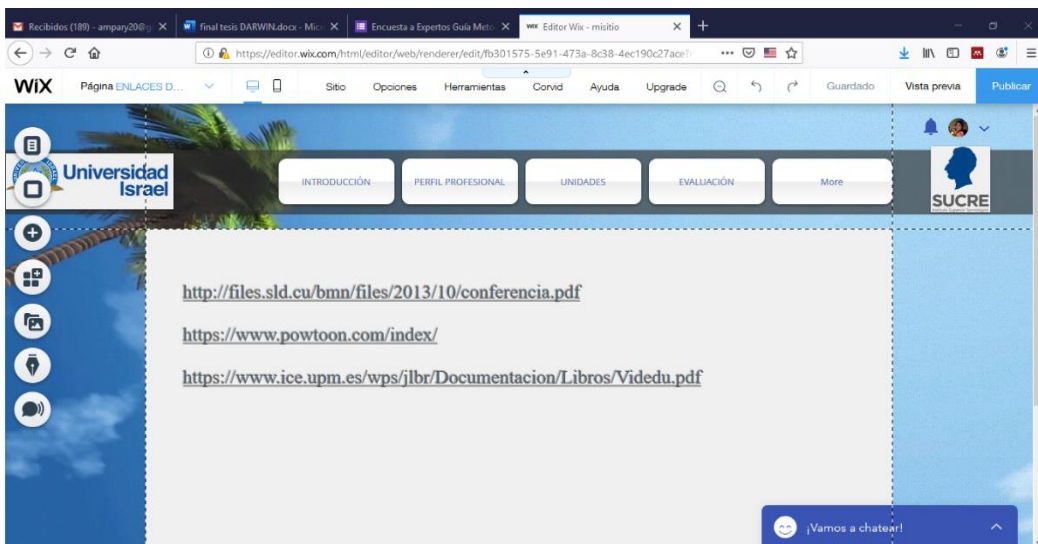 Recibidos (189) - ampary20@g
final tesis DARWIN.docx - Micr
Encuesta a Expertos Guía Meto
WIX Editor Wix - misitio
https://editor.wix.com/html/editor/web/renderer/edit/fb301575-5e91-473a-8c38-4ec190c27ace?
WiX Página ENLACES D... Sitio Opciones Herramientas Corvid Ayuda Upgrade Guardado Vista previa Publicar
Universidad
Israel
INTRODUCCIÓN PERFIL PROFESIONAL UNIDADES EVALUACIÓN More
SUCRE
http://files.sld.cu/bmn/files/2013/10/conferencia.pdf
https://www.powtoon.com/index/
https://www.ice.upm.es/wps/jlbr/Documentacion/Libros/Videdu.pdf
¡Vamos a chatear!